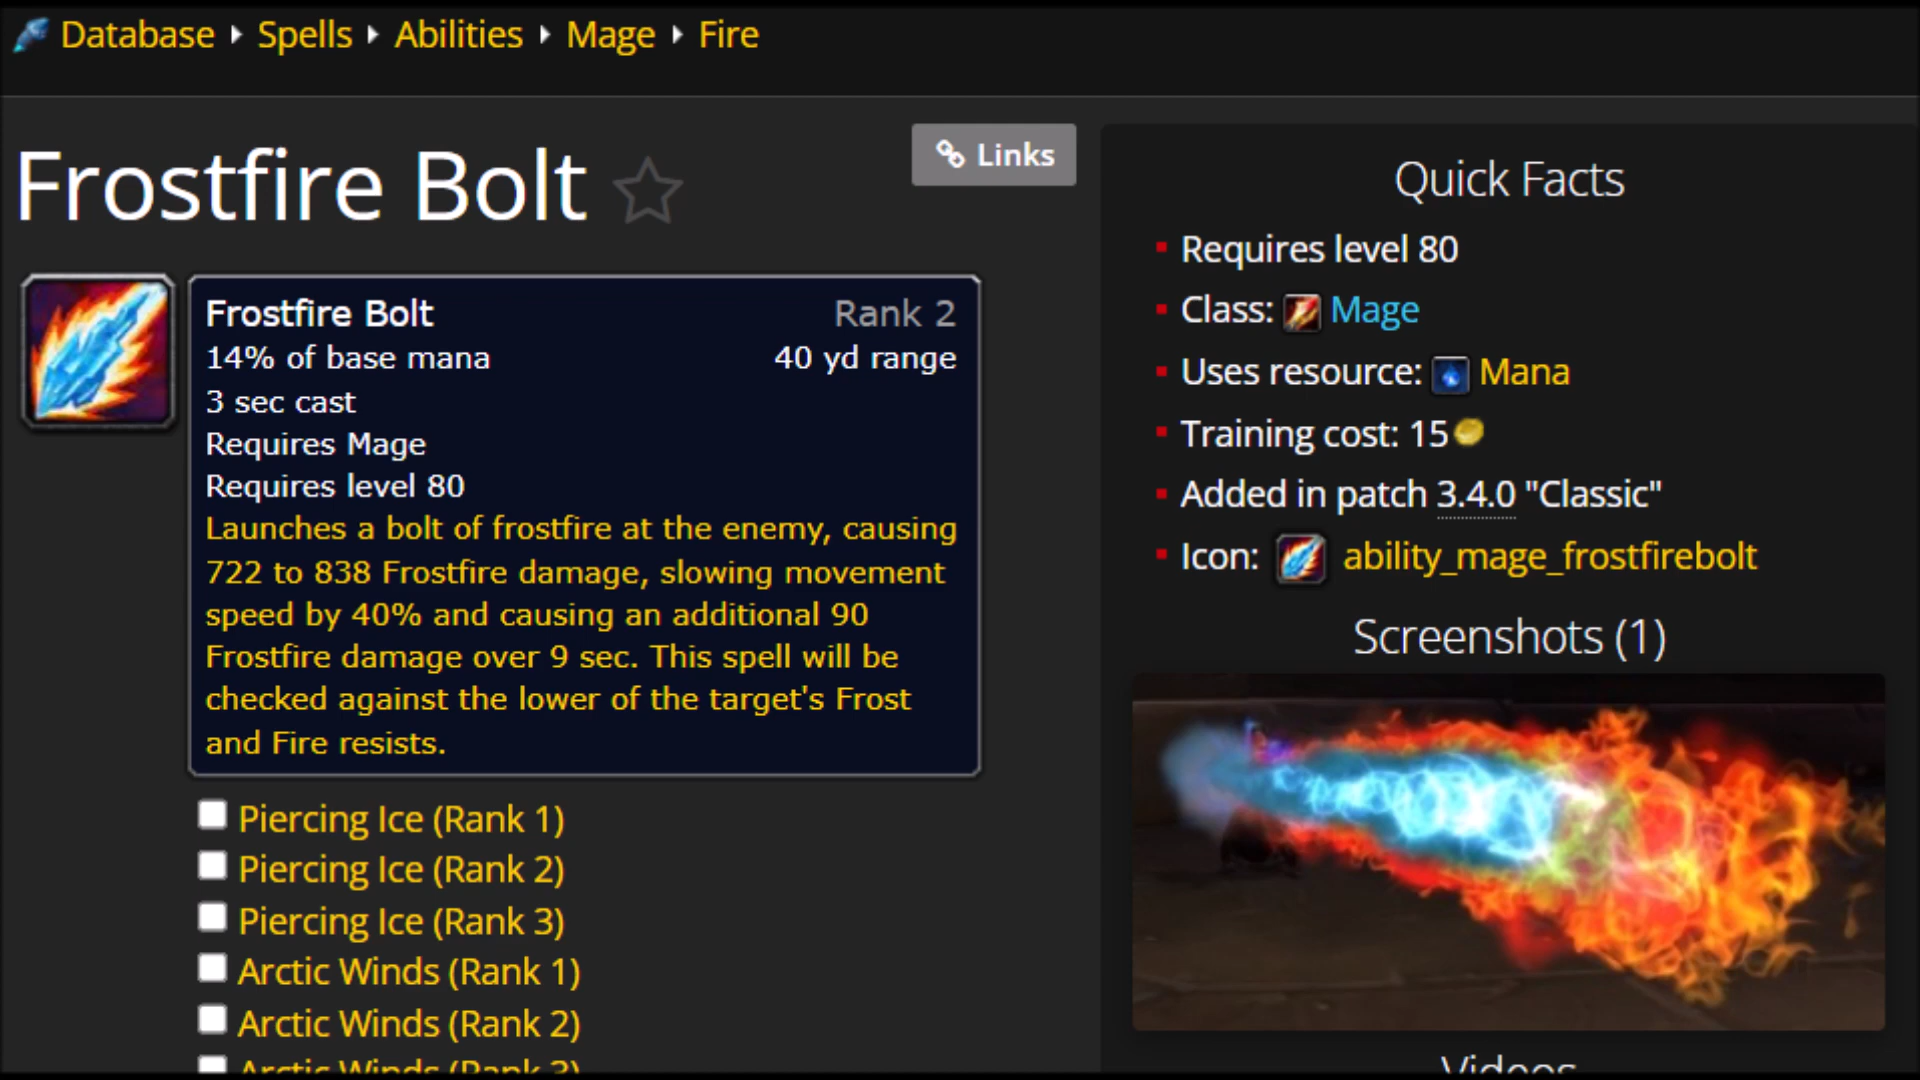 Database ▸ Spells ▸ Abilities ▸ Mage ▸ Fire
Frostfire Bolt
Links
Frostfire Bolt Rank 2
14% of base mana 40 yd range
3 sec cast
Requires Mage
Requires level 80
Launches a bolt of frostfire at the enemy, causing
722 to 838 Frostfire damage, slowing movement
speed by 40% and causing an additional 90
Frostfire damage over 9 sec. This spell will be
checked against the lower of the target's Frost
and Fire resists.
Piercing Ice (Rank 1)
Piercing Ice (Rank 2)
Piercing Ice (Rank 3)
Arctic Winds (Rank 1)
Arctic Winds (Rank 2)
Arctic Winds (Rank 3)
Quick Facts
Requires level 80
Class: Mage
Uses resource: Mana
Training cost: 15
Added in patch 3.4.0 "Classic"
Icon: ability_mage_frostfirebolt
Screenshots (1)
Videos